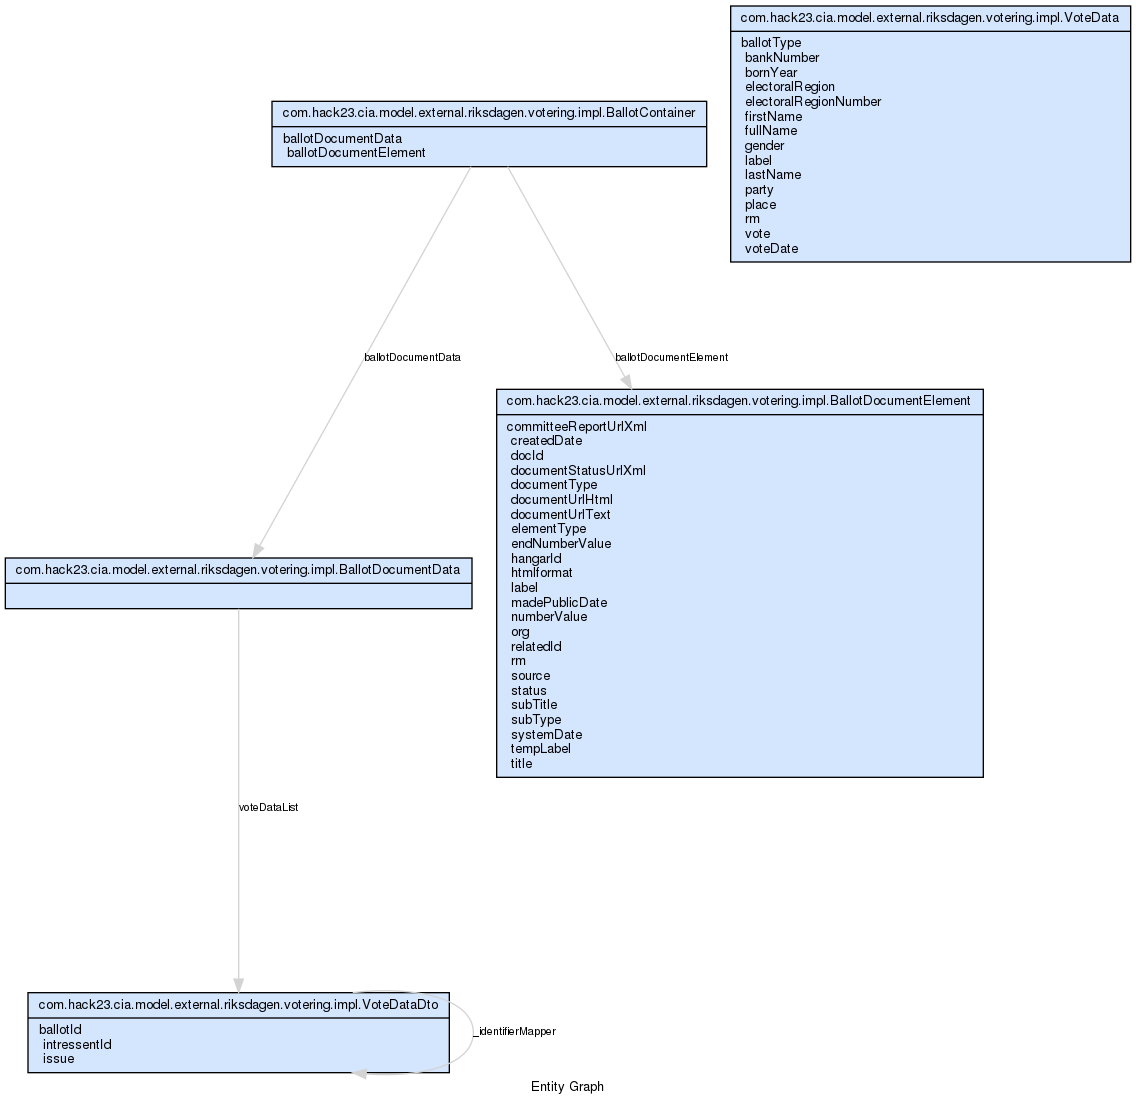 com.hack23.cia.model.external.riksdagen.votering.impl.VoteData
ballotType
bankNumber
bornYear
electoralRegion
electoralRegionNumber
firstName
fullName
gender
label
lastName
party
place
rm
vote
voteDate
com.hack23.cia.model.external.riksdagen.votering.impl.BallotContainer
ballotDocumentData
ballotDocumentElement
ballotDocumentData
ballotDocumentElement
com.hack23.cia.model.external.riksdagen.votering.impl.BallotDocumentElement
committeeReportUrlXml
createdDate
docId
documentStatusUrlXml
documentType
documentUrlHtml
documentUrlText
elementType
endNumberValue
hangarId
htmlformat
label
madePublicDate
numberValue
org
relatedId
rm
source
status
subTitle
subType
systemDate
tempLabel
title
com.hack23.cia.model.external.riksdagen.votering.impl.BallotDocumentData
voteDataList
com.hack23.cia.model.external.riksdagen.votering.impl.VoteDataDto
ballotId
intressentId
issue
_identifierMapper
Entity Graph